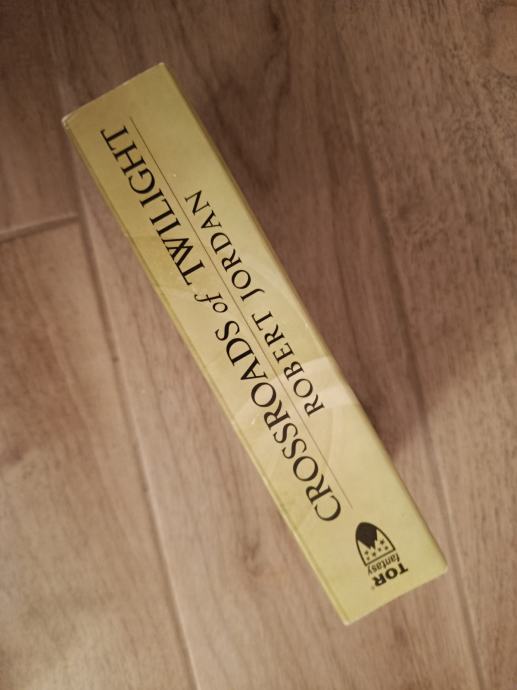 CROSSROADS of TWILIGHT
ROBERT JORDAN
TOR®
fantasy